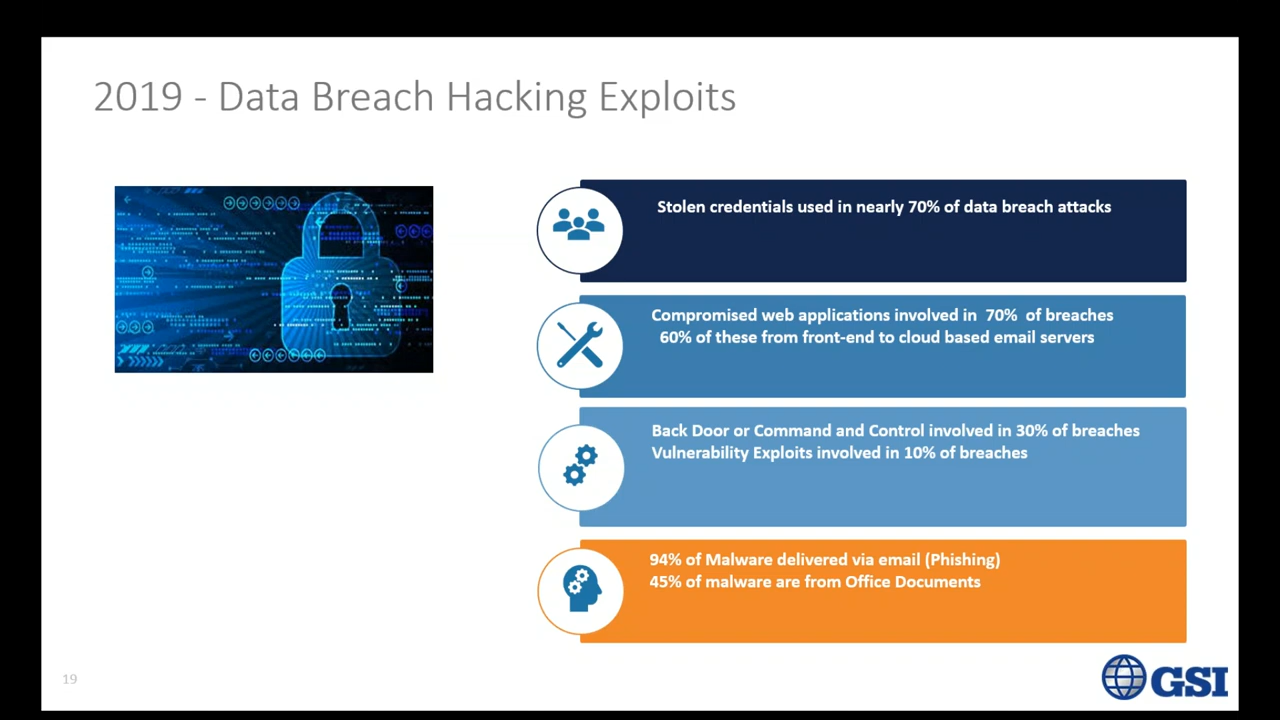 2019 - Data Breach Hacking Exploits
Stolen credentials used in nearly 70% of data breach attacks
Compromised web applications involved in 70% of breaches
60% of these from front-end to cloud based email servers
Back Door or Command and Control involved in 30% of breaches
Vulnerability Exploits involved in 10% of breaches
94% of Malware delivered via email (Phishing)
45% of malware are from Office Documents
19
GSI